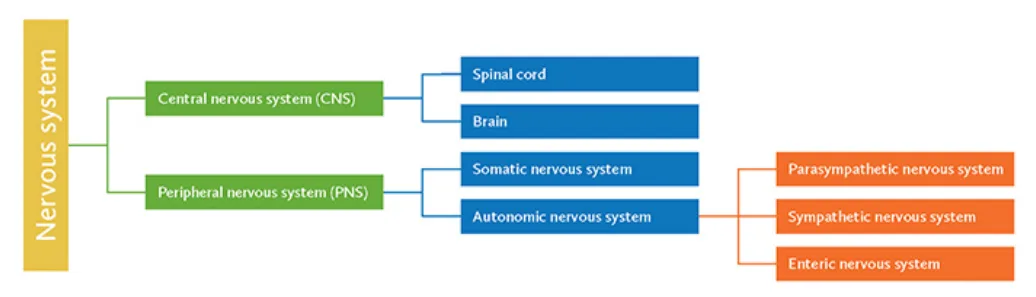 Nervous system
Central nervous system (CNS)
Spinal cord
Brain
Peripheral nervous system (PNS)
Somatic nervous system
Autonomic nervous system
Parasympathetic nervous system
Sympathetic nervous system
Enteric nervous system